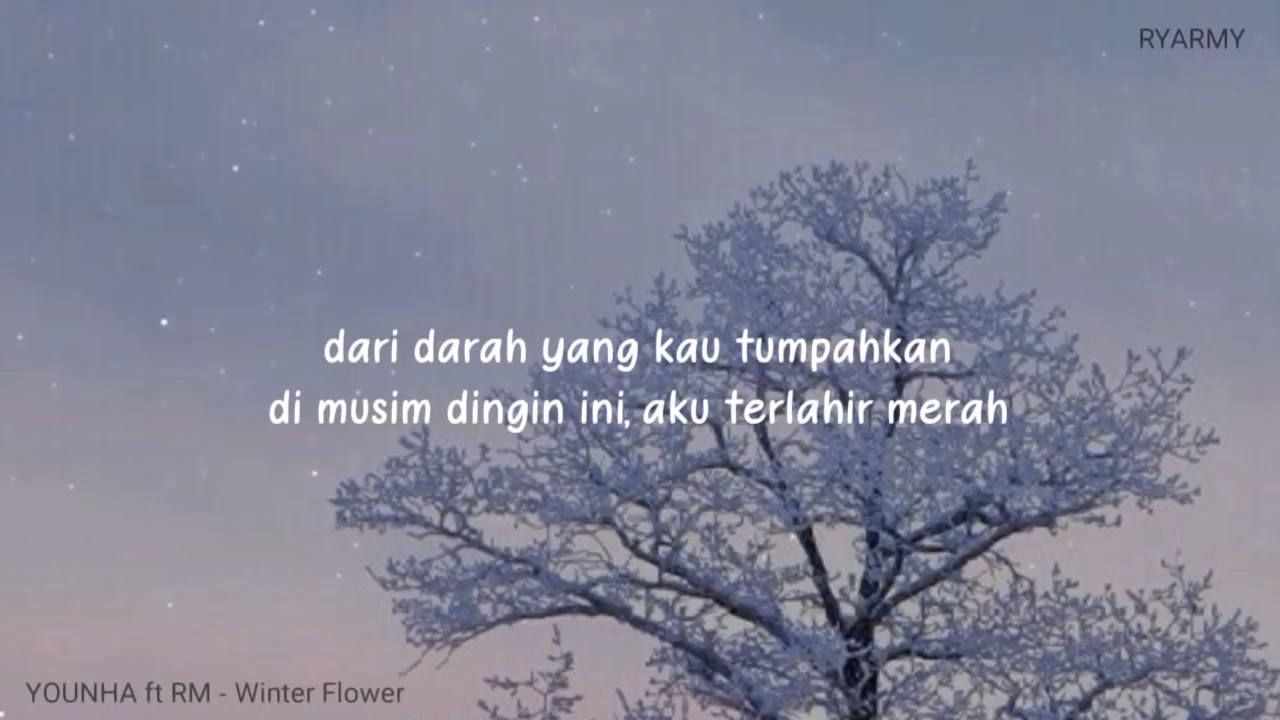 RYARMY
dari darah yang kau tumpahkan
di musim dingin ini, aku terlahir merah
YOUNHA ft RM - Winter Flower